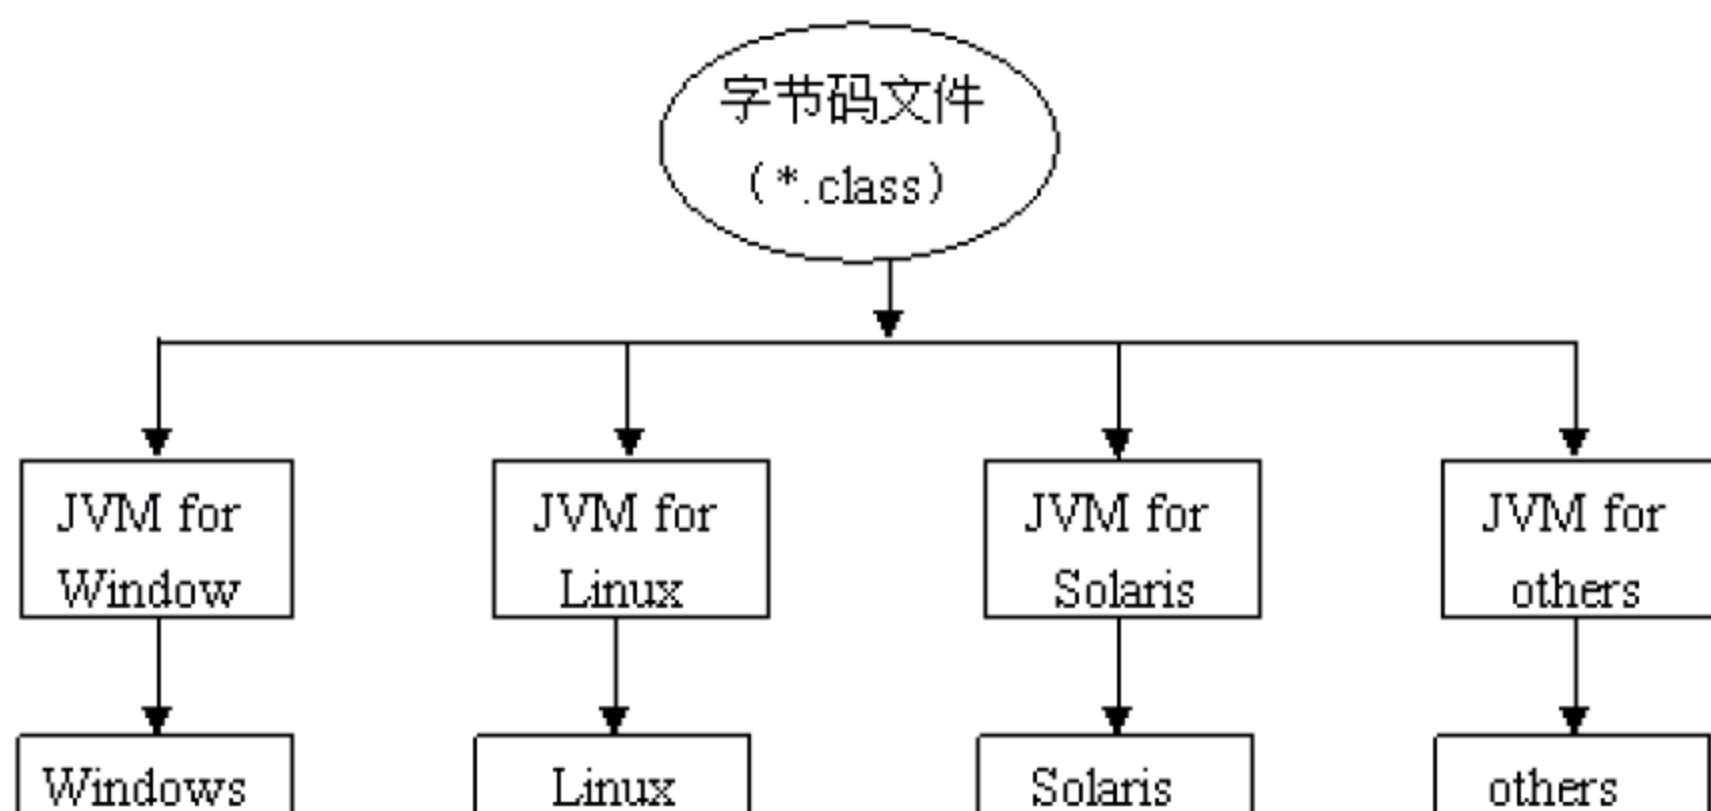 字节码文件
（*.class）
JVM for
Window
JVM for
Linux
JVM for
Solaris
JVM for
others
Windows
Linux
Solaris
others